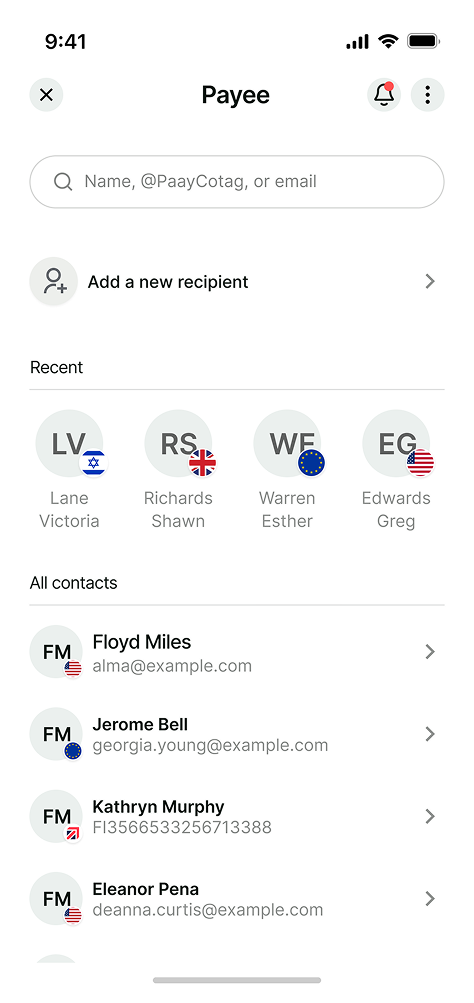 9:41
Payee
Name, @PaayCotag, or email
Add a new recipient
Recent
LV
RS
WE
EG
Lane
Victoria
Richards
Shawn
Warren
Esther
Edwards
Greg
All contacts
FM
Floyd Miles
alma@example.com
FM
Jerome Bell
georgia.young@example.com
FM
Kathryn Murphy
FI3566533256713388
FM
Eleanor Pena
deanna.curtis@example.com